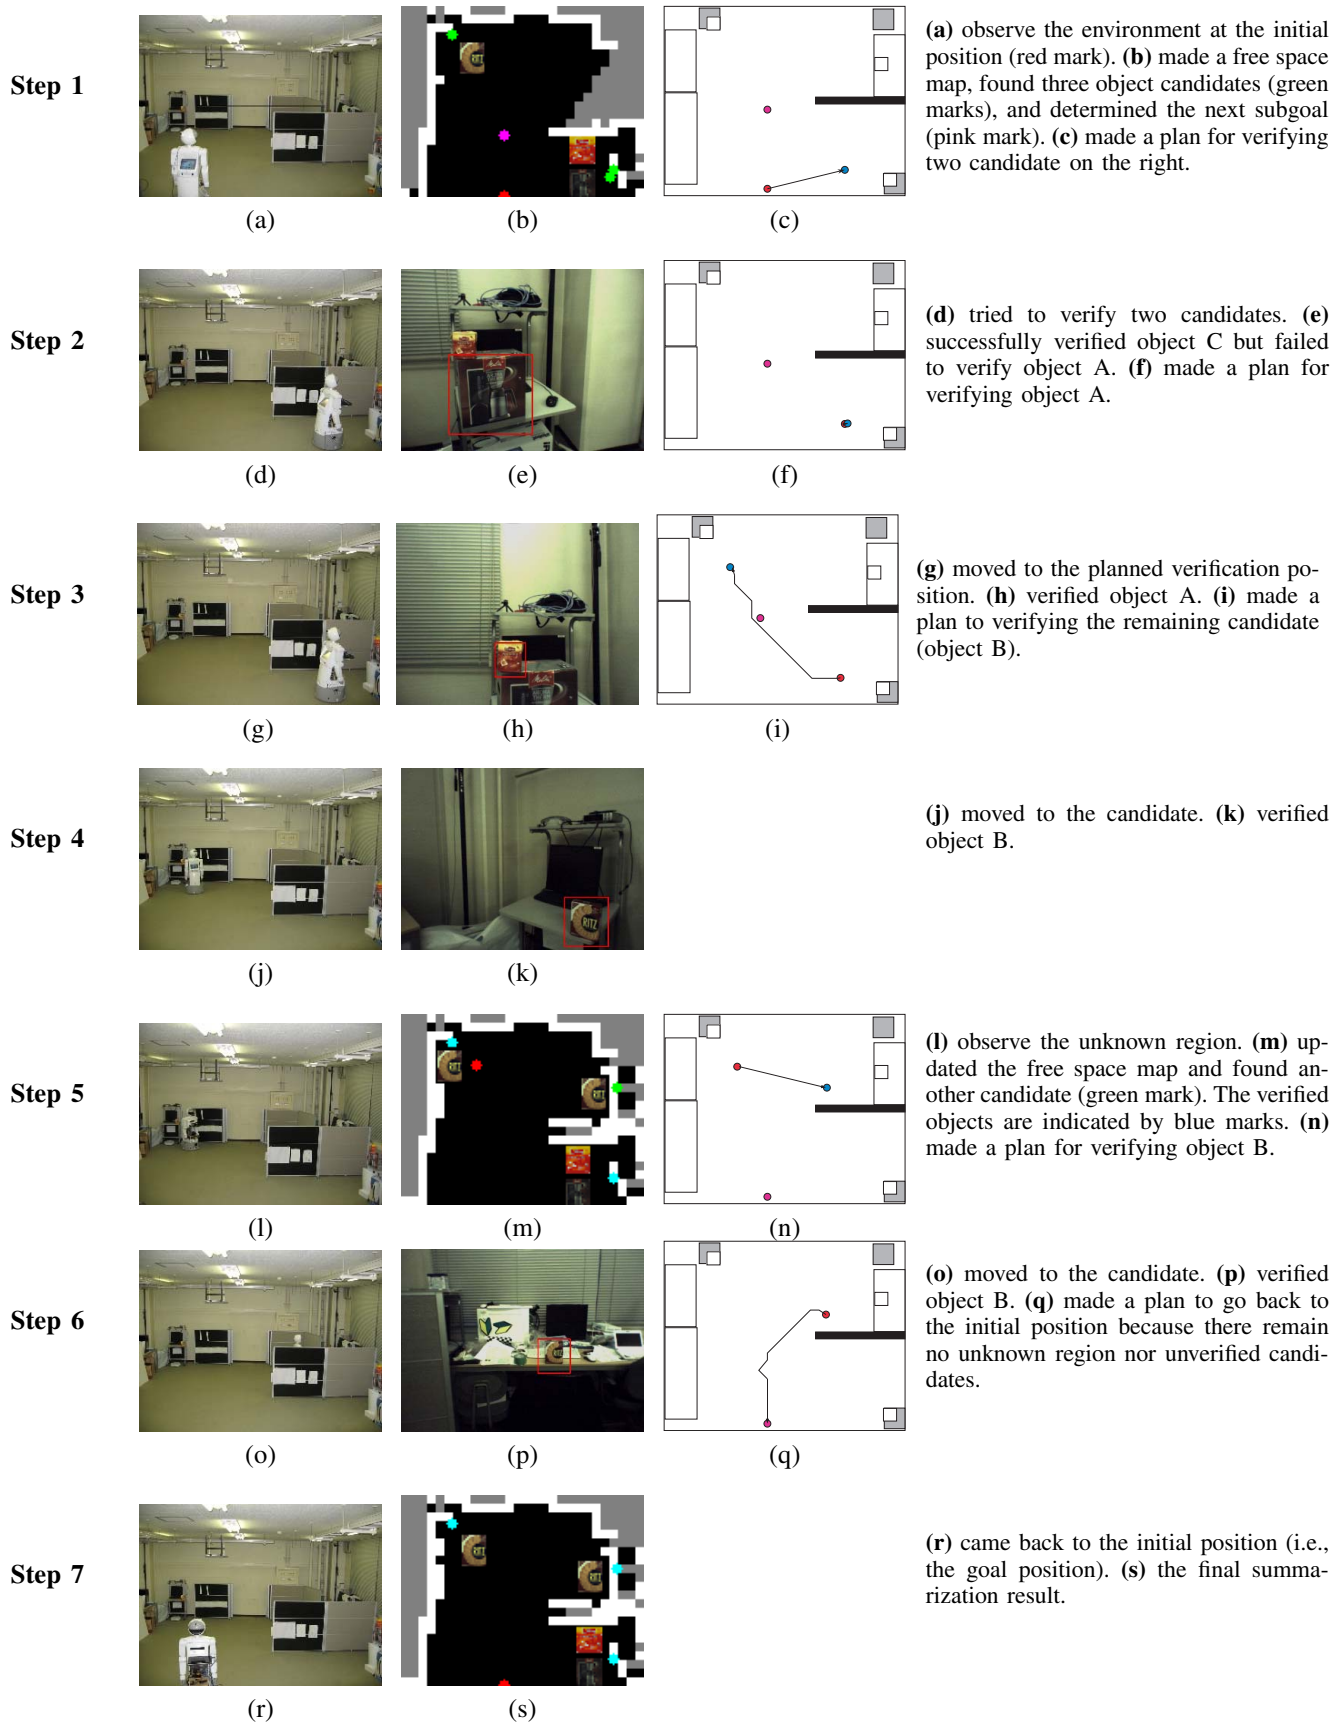 Step 1
(a) observe the environment at the initial
position (red mark). (b) made a free space
map, found three object candidates (green
marks), and determined the next subgoal
(pink mark). (c) made a plan for verifying
two candidate on the right.
(a)
(b)
(c)
Step 2
(d) tried to verify two candidates. (e)
successfully verified object C but failed
to verify object A. (f) made a plan for
verifying object A.
(d)
(e)
(f)
Step 3
(g) moved to the planned verification po-
sition. (h) verified object A. (i) made a
plan to verifying the remaining candidate
(object B).
(g)
(h)
(i)
Step 4
(j) moved to the candidate. (k) verified
object B.
RITZ
(j)
(k)
Step 5
(l) observe the unknown region. (m) up-
dated the free space map and found an-
other candidate (green mark). The verified
objects are indicated by blue marks. (n)
made a plan for verifying object B.
(l)
(m)
(n)
Step 6
(o) moved to the candidate. (p) verified
object B. (q) made a plan to go back to
the initial position because there remain
no unknown region nor unverified candi-
dates.
(o)
(p)
(q)
Step 7
(r) came back to the initial position (i.e.,
the goal position). (s) the final summa-
rization result.
(r)
(s)